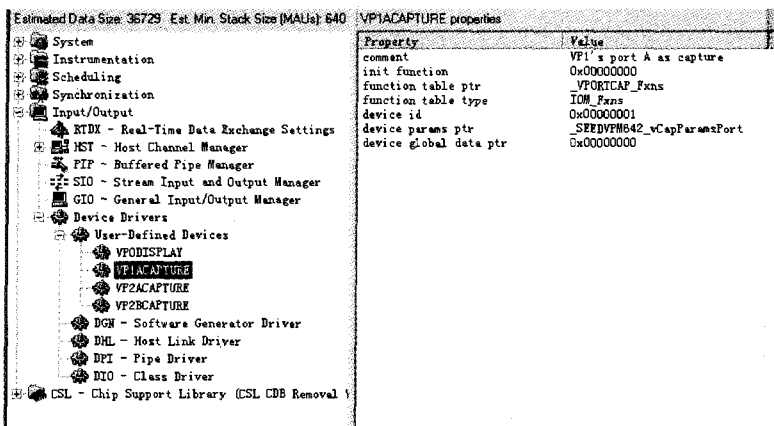 Estimated Data Size: 36729 Est. Min. Stack Size (MAUs): 640
System
Instrumentation
Scheduling
Synchronization
Input/Output
RTDX - Real-Time Data Exchange Settings
HST - Host Channel Manager
PIP - Buffered Pipe Manager
SIO - Stream Input and Output Manager
GIO - General Input/Output Manager
Device Drivers
User-Defined Devices
VP0DISPLAY
VP1ACAPTURE
VP2ACAPTURE
VP2BCAPTURE
DGN - Software Generator Driver
DHL - Host Link Driver
DPI - Pipe Driver
DIO - Class Driver
CSL - Chip Support Library (CSL CDB Removal
VP1ACAPTURE properties
Property Value
comment VP1's port A as capture
init function 0x00000000
function table ptr _VPORTCAP_Fxns
function table type IOM_Fxns
device id 0x00000001
device params ptr _SEEDVPM642_vCapParamsPort
device global data ptr 0x00000000